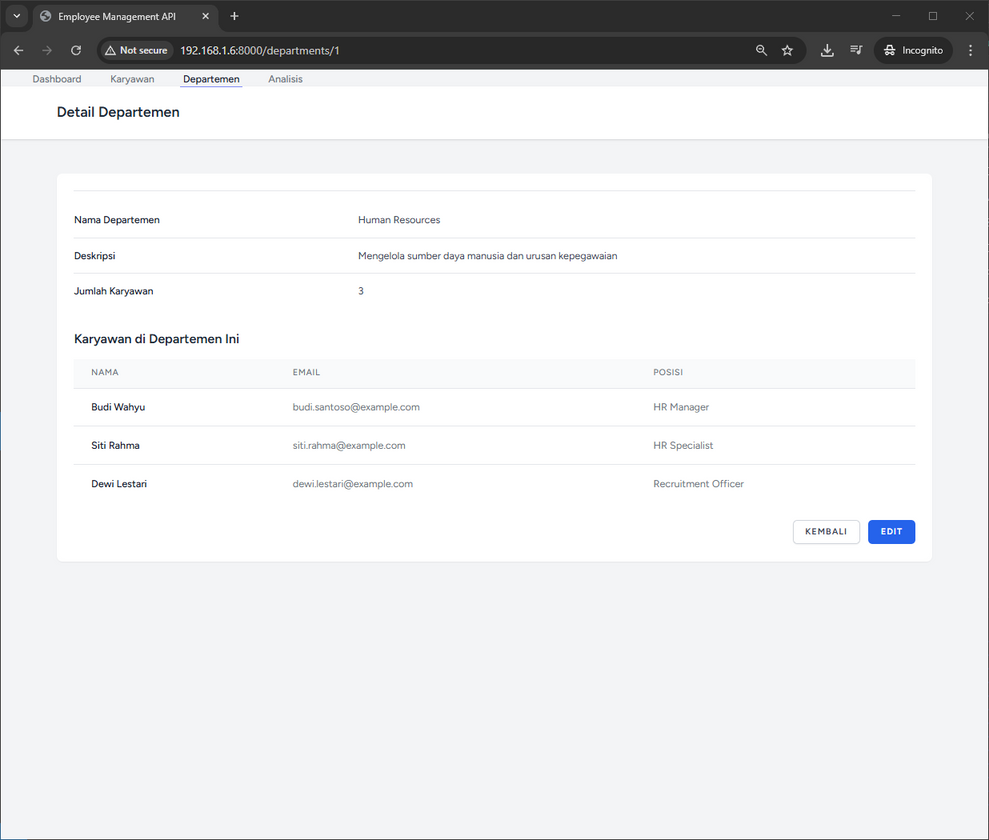 Employee Management API
Not secure 192.168.1.6:8000/departments/1 Incognito
Dashboard Karyawan Departemen Analisis
Detail Departemen
Nama Departemen Human Resources
Deskripsi Mengelola sumber daya manusia dan urusan kepegawaian
Jumlah Karyawan 3
Karyawan di Departemen Ini
NAMA EMAIL POSISI
Budi Wahyu budi.santoso@example.com HR Manager
Siti Rahma siti.rahma@example.com HR Specialist
Dewi Lestari dewi.lestari@example.com Recruitment Officer
KEMBALI EDIT